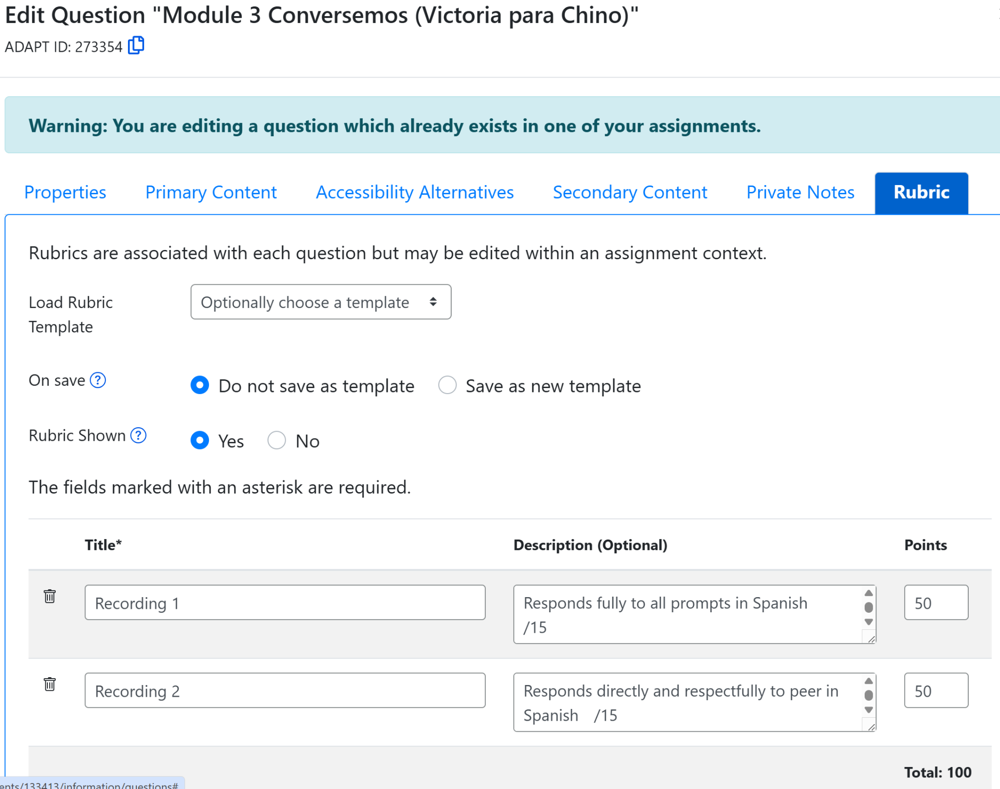 Edit Question "Module 3 Conversemos (Victoria para Chino)"
ADAPT ID: 273354
Warning: You are editing a question which already exists in one of your assignments.
Properties Primary Content Accessibility Alternatives Secondary Content Private Notes Rubric
Rubrics are associated with each question but may be edited within an assignment context.
Load Rubric Template Optionally choose a template
On save ? Do not save as template Save as new template
Rubric Shown ? Yes No
The fields marked with an asterisk are required.
Title* Description (Optional) Points
Recording 1 Responds fully to all prompts in Spanish 50
/15
Recording 2 Responds directly and respectfully to peer in 50
Spanish /15
Total: 100
ents/133413/information/questions#